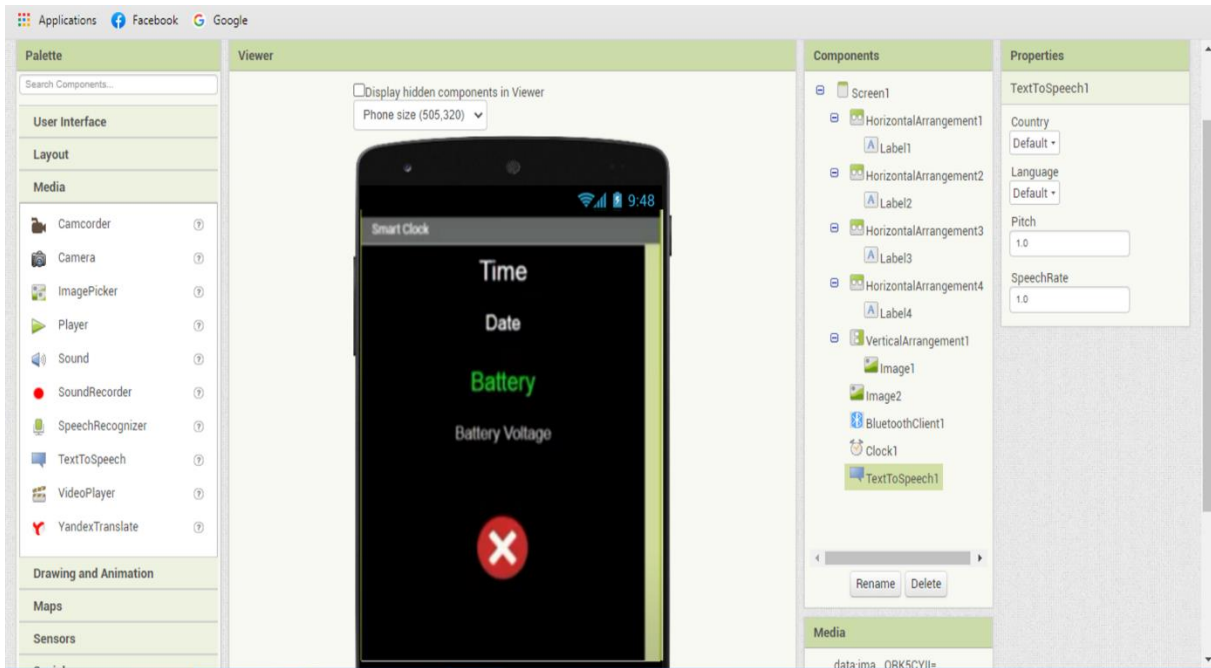 Applications Facebook Google
Palette
Search Components...
User Interface
Layout
Media
Camcorder
Camera
ImagePicker
Player
Sound
SoundRecorder
SpeechRecognizer
TextToSpeech
VideoPlayer
YandexTranslate
Drawing and Animation
Maps
Sensors
Viewer
Display hidden components in Viewer
Phone size (505,320)
9:48
Smart Clock
Time
Date
Battery
Battery Voltage
Components
Screen1
HorizontalArrangement1
Label1
HorizontalArrangement2
Label2
HorizontalArrangement3
Label3
HorizontalArrangement4
Label4
VerticalArrangement1
Image1
Image2
BluetoothClient1
Clock1
TextToSpeech1
Rename Delete
Media
Properties
TextToSpeech1
Country
Default
Language
Default
Pitch
1.0
SpeechRate
1.0